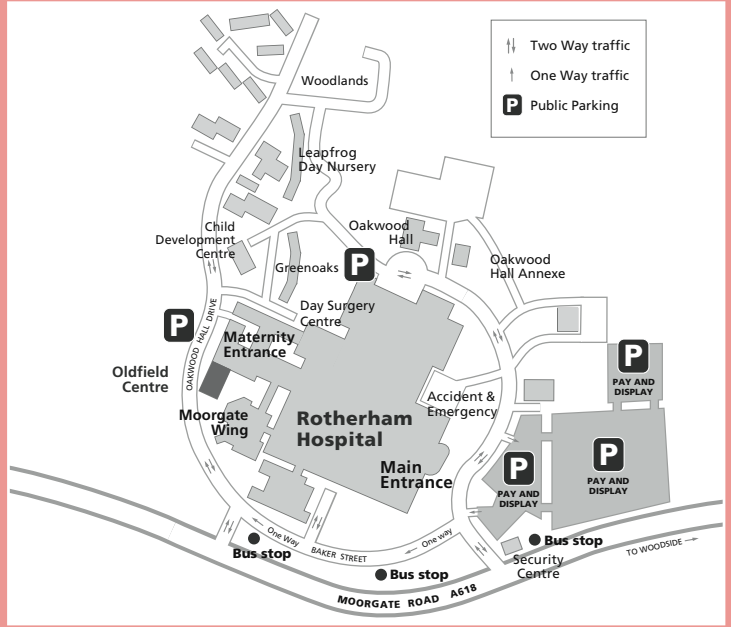 Two Way traffic
One Way traffic
P Public Parking
Woodlands
Leapfrog
Day Nursery
Child
Development
Centre
Oakwood
Hall
Greenoaks
P
Oakwood
Hall Annexe
Day Surgery
Centre
P
OAKWOOD HALL DRIVE
Maternity
Entrance
Oldfield
Centre
Moorgate
Wing
Accident &
Emergency
Rotherham
Hospital
Main
Entrance
P
PAY AND
DISPLAY
P
PAY AND
DISPLAY
P
PAY AND
DISPLAY
One Way
BAKER STREET
One way
Bus stop
Bus stop
Bus stop
Security
Centre
TO WOODSIDE
MOORGATE ROAD A618